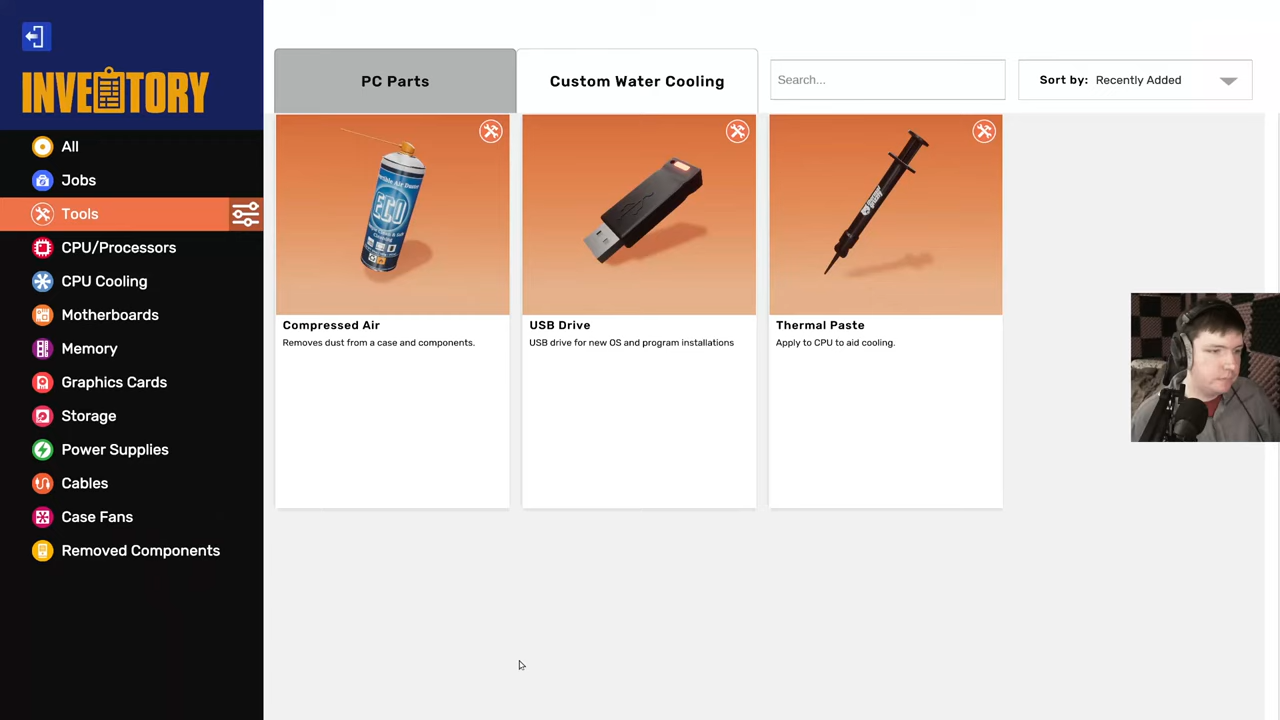 INVENTORY
All
Jobs
Tools
CPU/Processors
CPU Cooling
Motherboards
Memory
Graphics Cards
Storage
Power Supplies
Cables
Case Fans
Removed Components
PC Parts
Custom Water Cooling
Search...
Sort by: Recently Added
ECO
Compressed Air
Removes dust from a case and components.
USB Drive
USB drive for new OS and program installations
Thermal Paste
Apply to CPU to aid cooling.